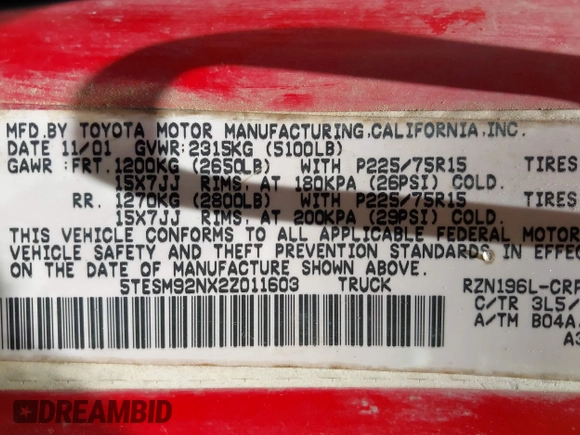 MFD.BY TOYOTA MOTOR MANUFACTURING,CALIFORNIA,INC.
DATE 11/01 GVWR:2315KG (5100LB)
GAWR:FRT.1200KG (2650LB) WITH P225/75R15 TIRES
15X7JJ RIMS, AT 180KPA (26PSI) COLD.
RR. 1270KG (2800LB) WITH P225/75R15 TIRES
15X7JJ RIMS, AT 200KPA (29PSI) COLD.
THIS VEHICLE CONFORMS TO ALL APPLICABLE FEDERAL MOTOR
VEHICLE SAFETY AND THEFT PREVENTION STANDARDS IN EFFEC
ON THE DATE OF MANUFACTURE SHOWN ABOVE.
5TESM92NX2Z011603 TRUCK RZN196L-CRP
C/TR 3L5/
A/TM B04A,
A3
DREAMBID